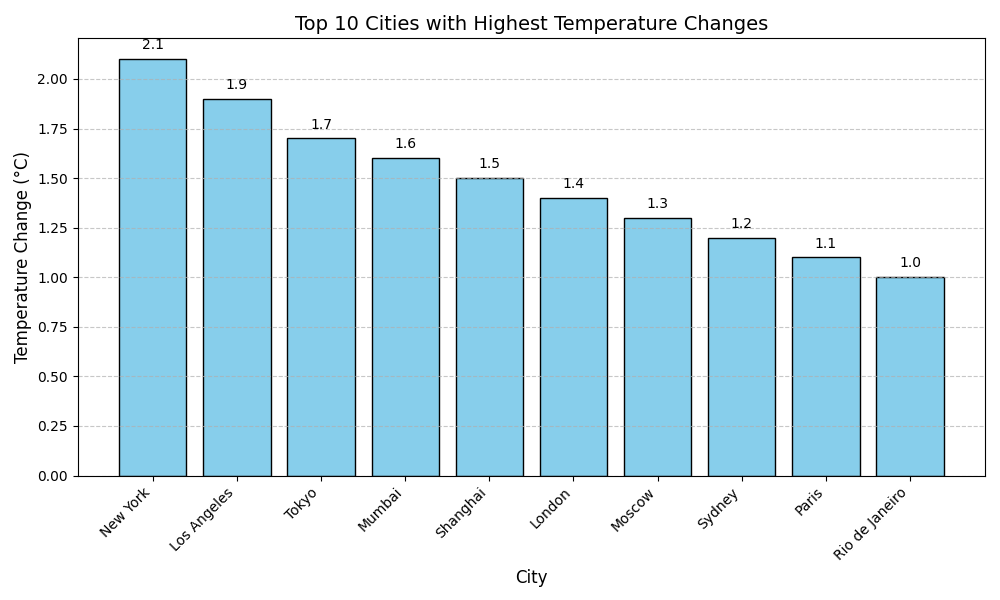 Top 10 Cities with Highest Temperature Changes
Temperature Change (°C)
2.00
1.75
1.50
1.25
1.00
0.75
0.50
0.25
0.00
2.1
1.9
1.7
1.6
1.5
1.4
1.3
1.2
1.1
1.0
New York
Los Angeles
Tokyo
Mumbai
Shanghai
London
Moscow
Sydney
Paris
Rio de Janeiro
City